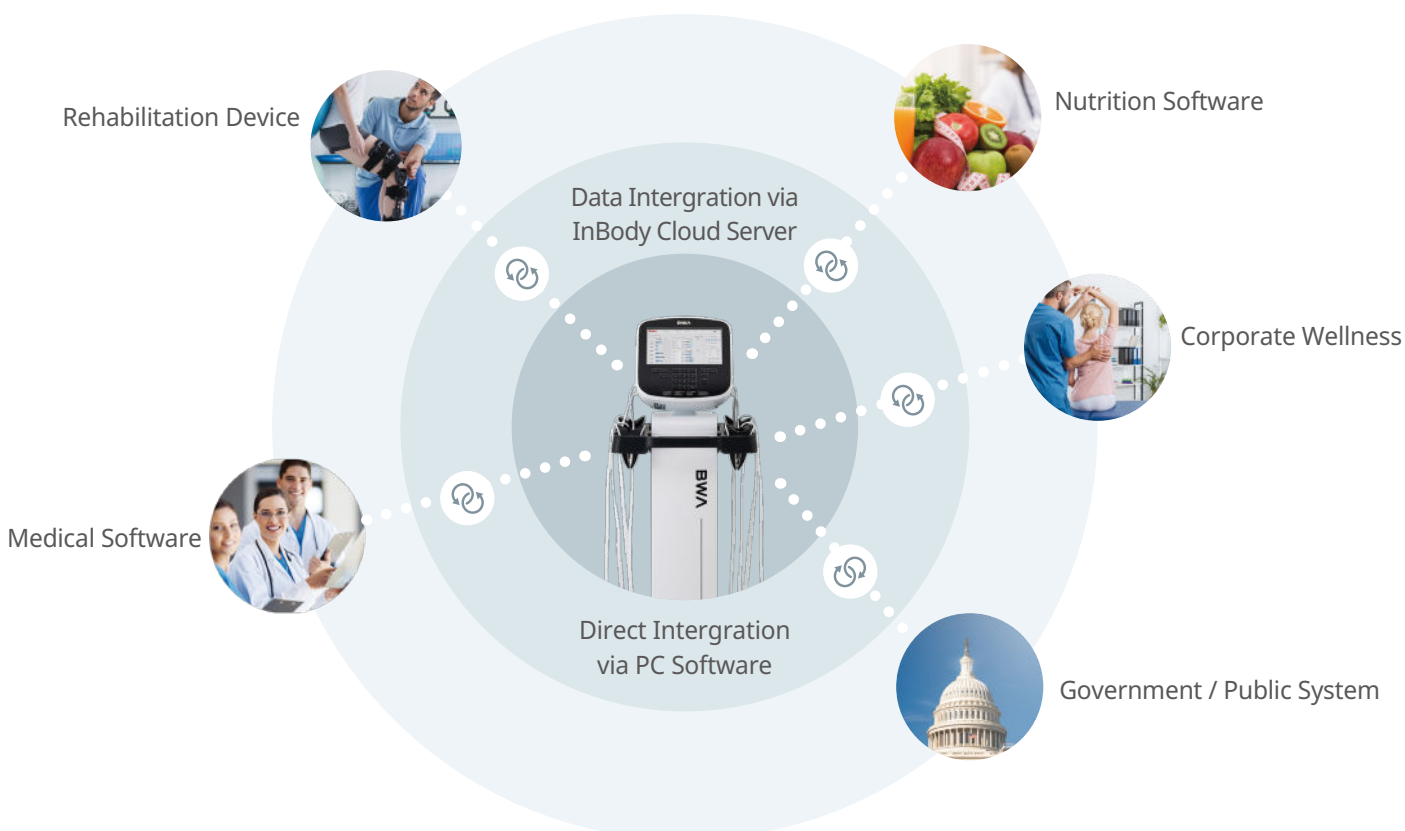 Rehabilitation Device
Nutrition Software
Data Intergration via
InBody Cloud Server
Corporate Wellness
BWA
BWA
Medical Software
Direct Intergration
via PC Software
Government / Public System